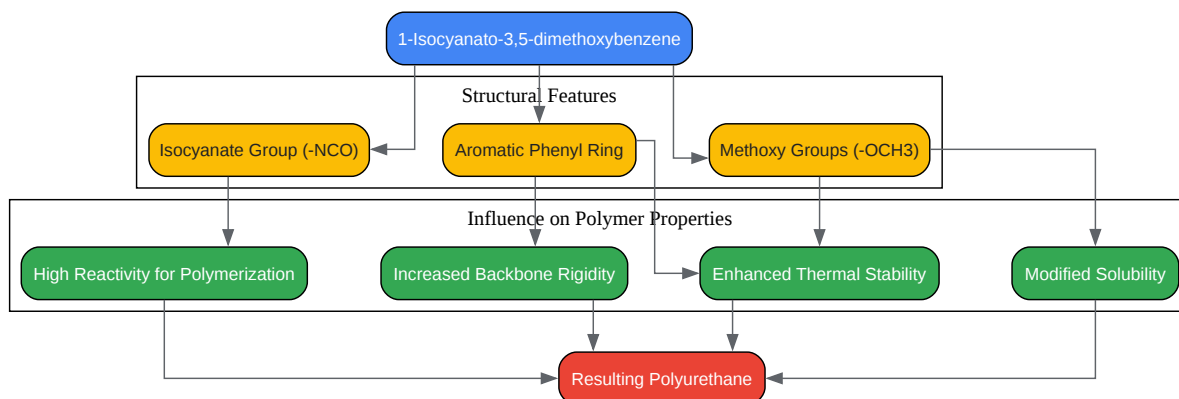 1-Isocyanato-3,5-dimethoxybenzene
Structural Features
Isocyanate Group (-NCO)
Aromatic Phenyl Ring
Methoxy Groups (-OCH3)
Influence on Polymer Properties
High Reactivity for Polymerization
Increased Backbone Rigidity
Enhanced Thermal Stability
Modified Solubility
Resulting Polyurethane